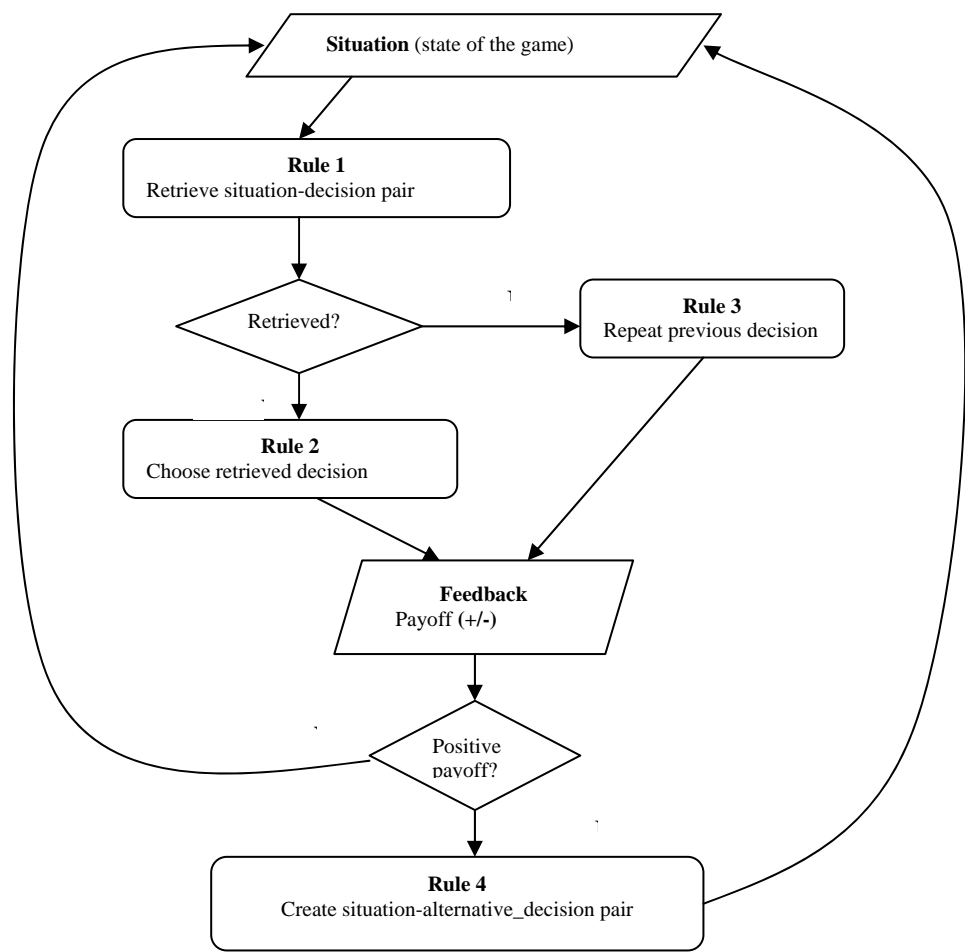 Situation (state of the game)
Rule 1
Retrieve situation-decision pair
Retrieved?
Rule 3
Repeat previous decision
Rule 2
Choose retrieved decision
Feedback
Payoff (+/-)
Positive
payoff?
Rule 4
Create situation-alternative_decision pair